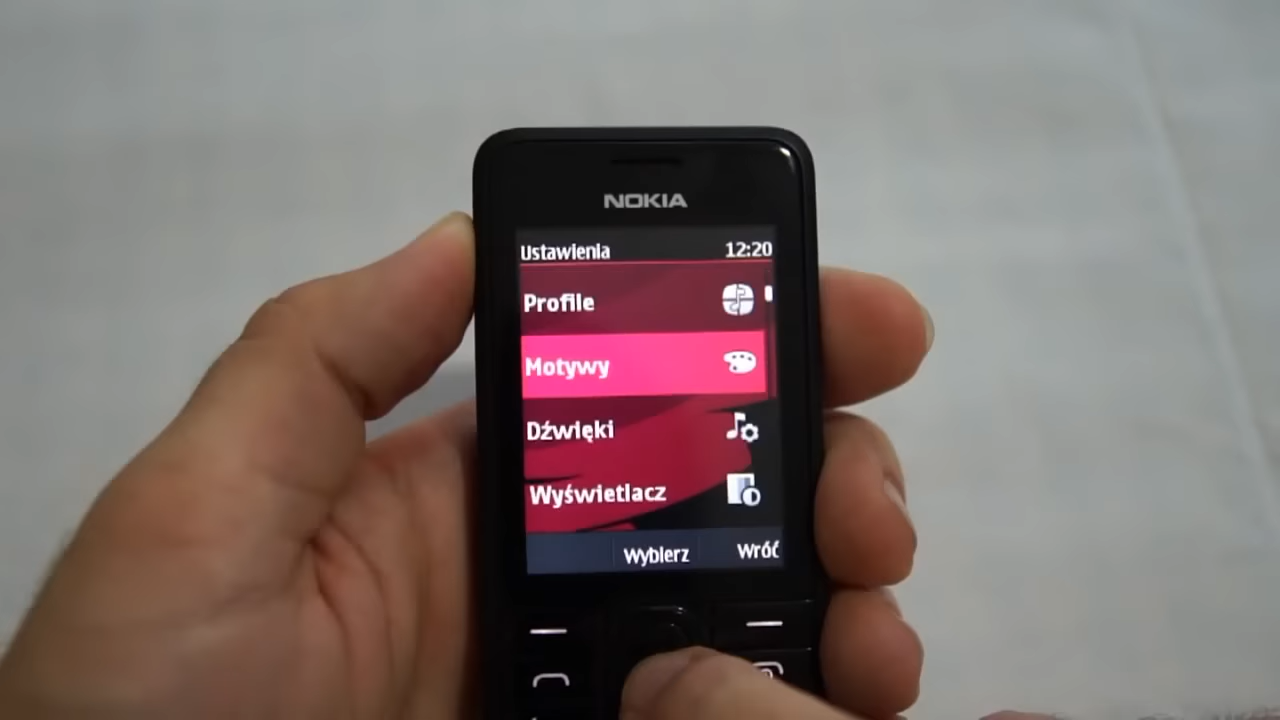 NOKIA
Ustawienia 12:20
Profile
Motywy
Dźwięki
Wyświetlacz
Wybierz Wróć